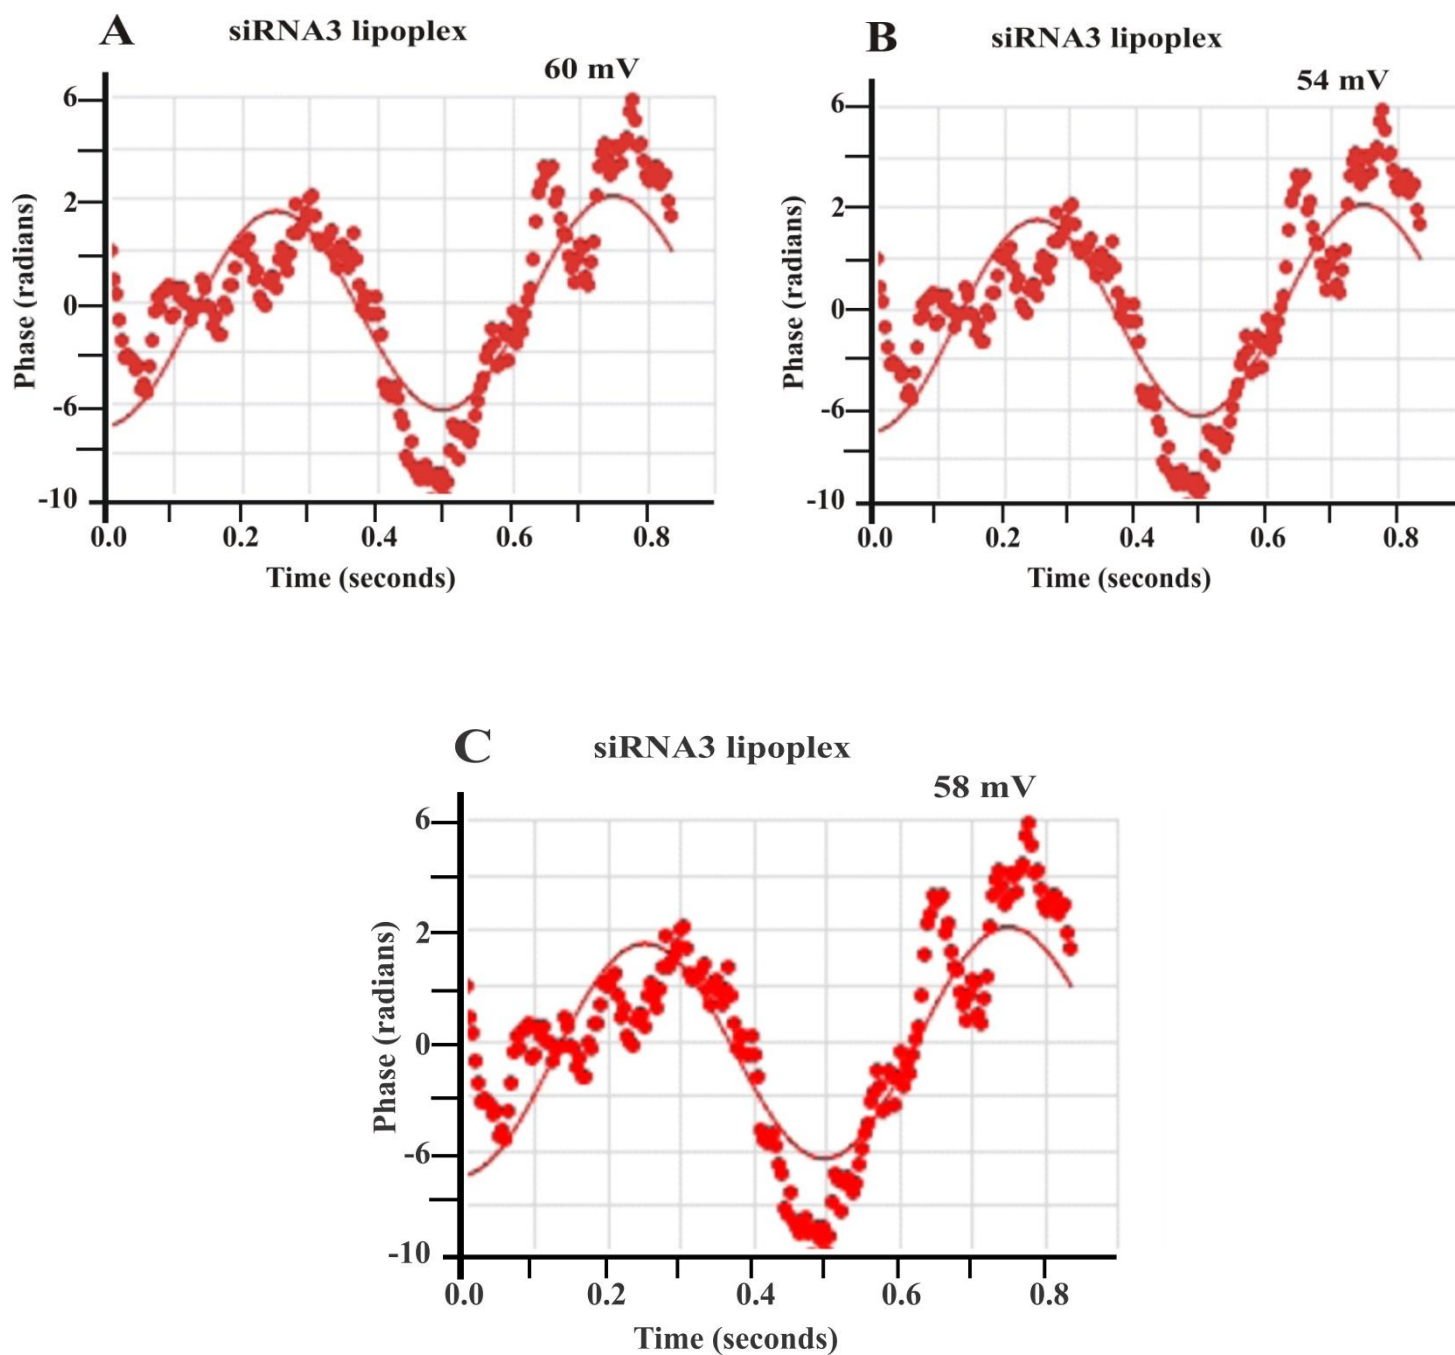 A
siRNA3 lipoplex
60 mV
6
2
0
-6
-10
Phase (radians)
0.0 0.2 0.4 0.6 0.8
Time (seconds)
B
siRNA3 lipoplex
54 mV
6
2
0
-6
-10
Phase (radians)
0.0 0.2 0.4 0.6 0.8
Time (seconds)
C
siRNA3 lipoplex
58 mV
6
2
0
-6
-10
Phase (radians)
0.0 0.2 0.4 0.6 0.8
Time (seconds)